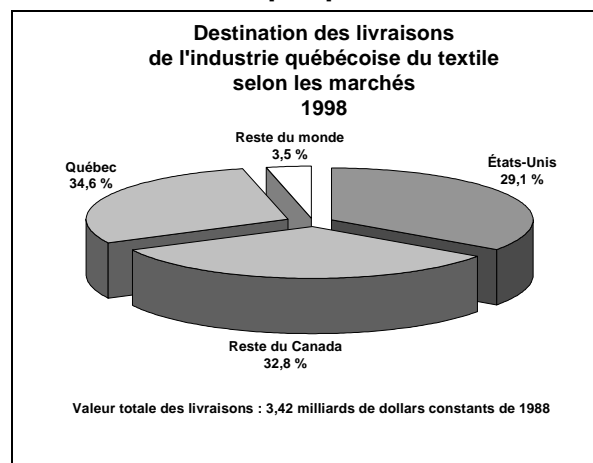 Destination des livraisons
de l'industrie québécoise du textile
selon les marchés
1998
Reste du monde
3,5 %
Québec
34,6 %
États-Unis
29,1 %
Reste du Canada
32,8 %
Valeur totale des livraisons : 3,42 milliards de dollars constants de 1988